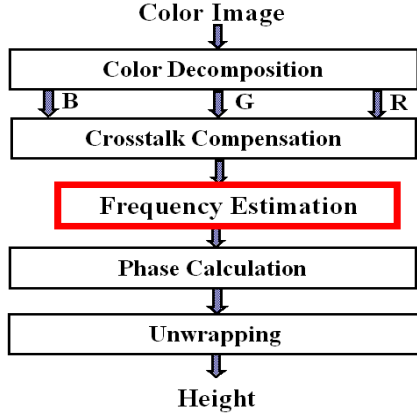 Color Image
Color Decomposition
B G R
Crosstalk Compensation
Frequency Estimation
Phase Calculation
Unwrapping
Height